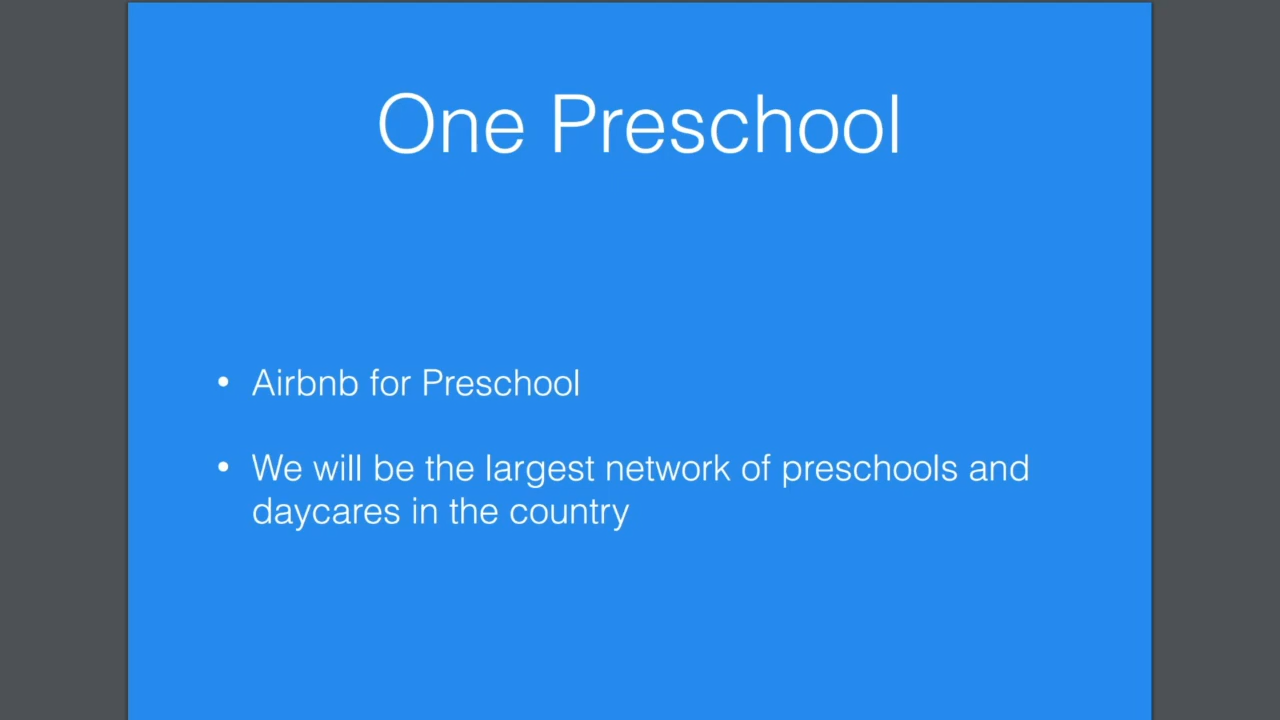 One Preschool
• Airbnb for Preschool
• We will be the largest network of preschools and
daycares in the country